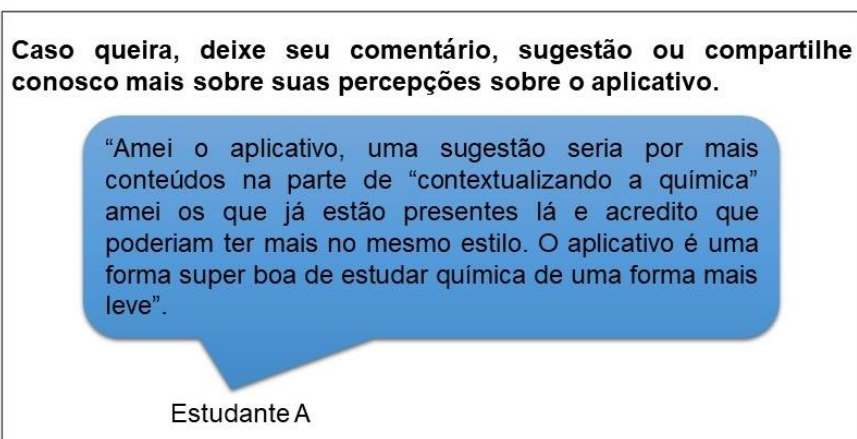 Caso queira, deixe seu comentário, sugestão ou compartilhe
conosco mais sobre suas percepções sobre o aplicativo.
“Amei o aplicativo, uma sugestão seria por mais
conteúdos na parte de “contextualizando a química”
amei os que já estão presentes lá e acredito que
poderiam ter mais no mesmo estilo. O aplicativo é uma
forma super boa de estudar química de uma forma mais
leve”.
Estudante A